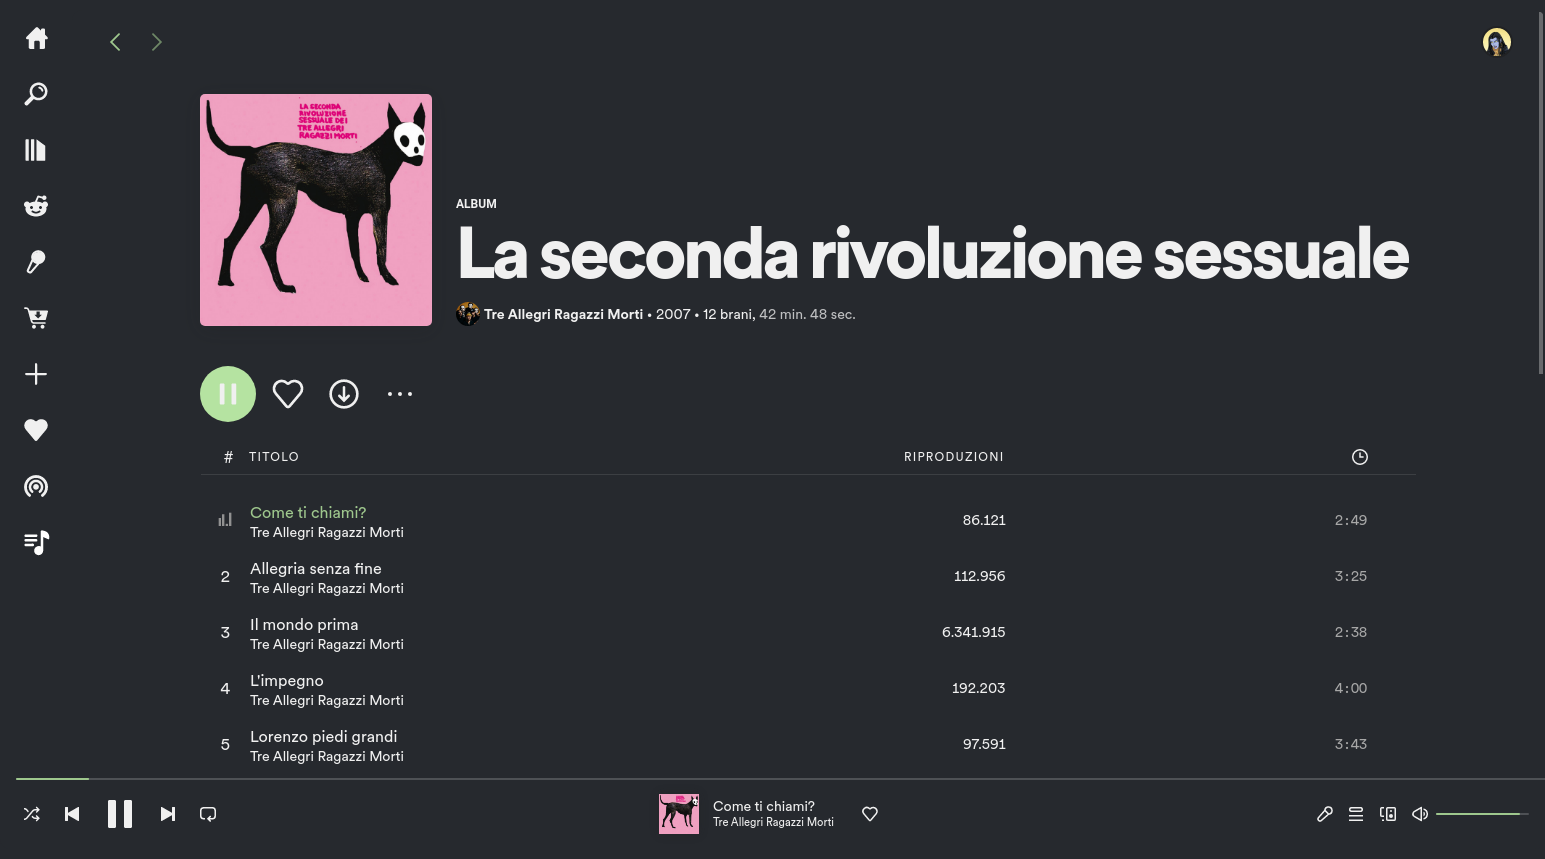 LA SECONDA
RIVOLUZIONE
SESSUALE DEI
TRE ALLEGRI
RAGAZZI MORTI
ALBUM
La seconda rivoluzione sessuale
Tre Allegri Ragazzi Morti • 2007 • 12 brani, 42 min. 48 sec.
# TITOLO RIPRODUZIONI
Come ti chiami?
Tre Allegri Ragazzi Morti
86.121 2:49
2 Allegria senza fine
Tre Allegri Ragazzi Morti
112.956 3:25
3 Il mondo prima
Tre Allegri Ragazzi Morti
6.341.915 2:38
4 L'impegno
Tre Allegri Ragazzi Morti
192.203 4:00
5 Lorenzo piedi grandi
Tre Allegri Ragazzi Morti
97.591 3:43
Come ti chiami?
Tre Allegri Ragazzi Morti